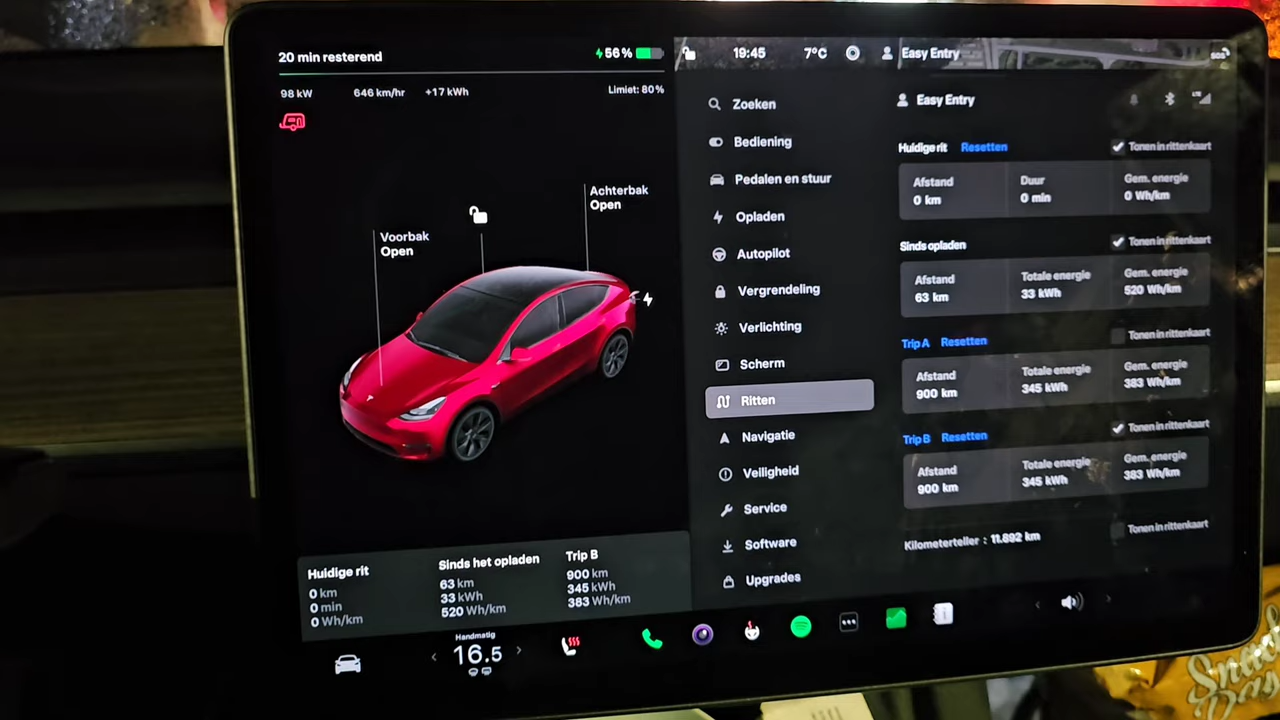 20 min resterend
56 %
98 kW 646 km/hr +17 kWh Limiet: 80 %
Voorbak
Open
Achterbak
Open
Huidige rit
0 km
0 min
0 Wh/km
Sinds het opladen
63 km
33 kWh
520 Wh/km
Trip B
900 km
345 kWh
383 Wh/km
Handmatig
16.5
19:45 7°C Easy Entry SOS
Zoeken
Bediening
Pedalen en stuur
Opladen
Autopilot
Vergrendeling
Verlichting
Scherm
Ritten
Navigatie
Veiligheid
Service
Software
Upgrades
Easy Entry LTE
Huidige rit Resetten Tonen in rittenkaart
Afstand Duur Gem. energie
0 km 0 min 0 Wh/km
Sinds opladen Tonen in rittenkaart
Afstand Totale energie Gem. energie
63 km 33 kWh 520 Wh/km
Trip A Resetten Tonen in rittenkaart
Afstand Totale energie Gem. energie
900 km 345 kWh 383 Wh/km
Trip B Resetten Tonen in rittenkaart
Afstand Totale energie Gem. energie
900 km 345 kWh 383 Wh/km
Kilometerteller : 11.892 km Tonen in rittenkaart